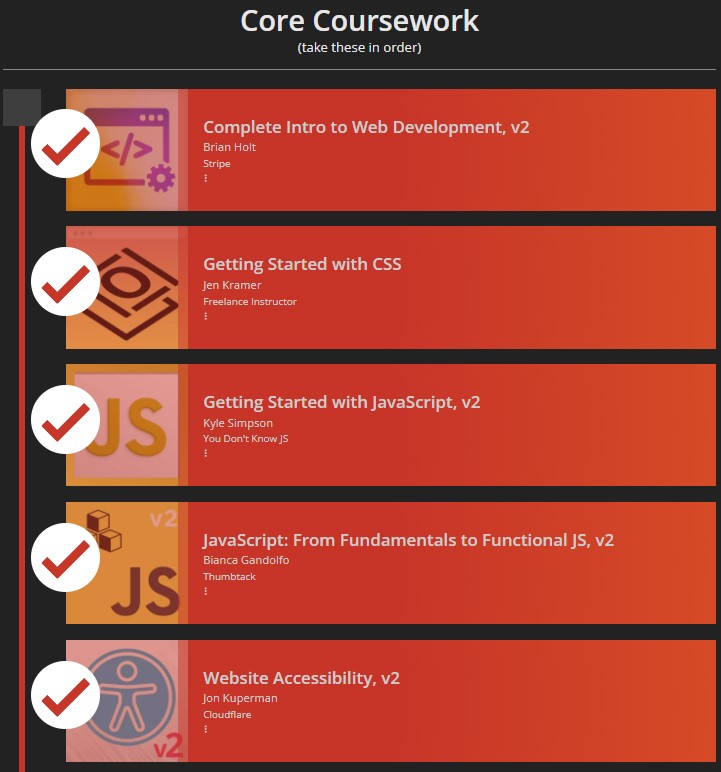 Core Coursework
(take these in order)
</>
Complete Intro to Web Development, v2
Brian Holt
Stripe
Getting Started with CSS
Jen Kramer
Freelance Instructor
JS
Getting Started with JavaScript, v2
Kyle Simpson
You Don't Know JS
v2
JS
JavaScript: From Fundamentals to Functional JS, v2
Bianca Gandolfo
Thumbtack
v2
Website Accessibility, v2
Jon Kuperman
Cloudflare